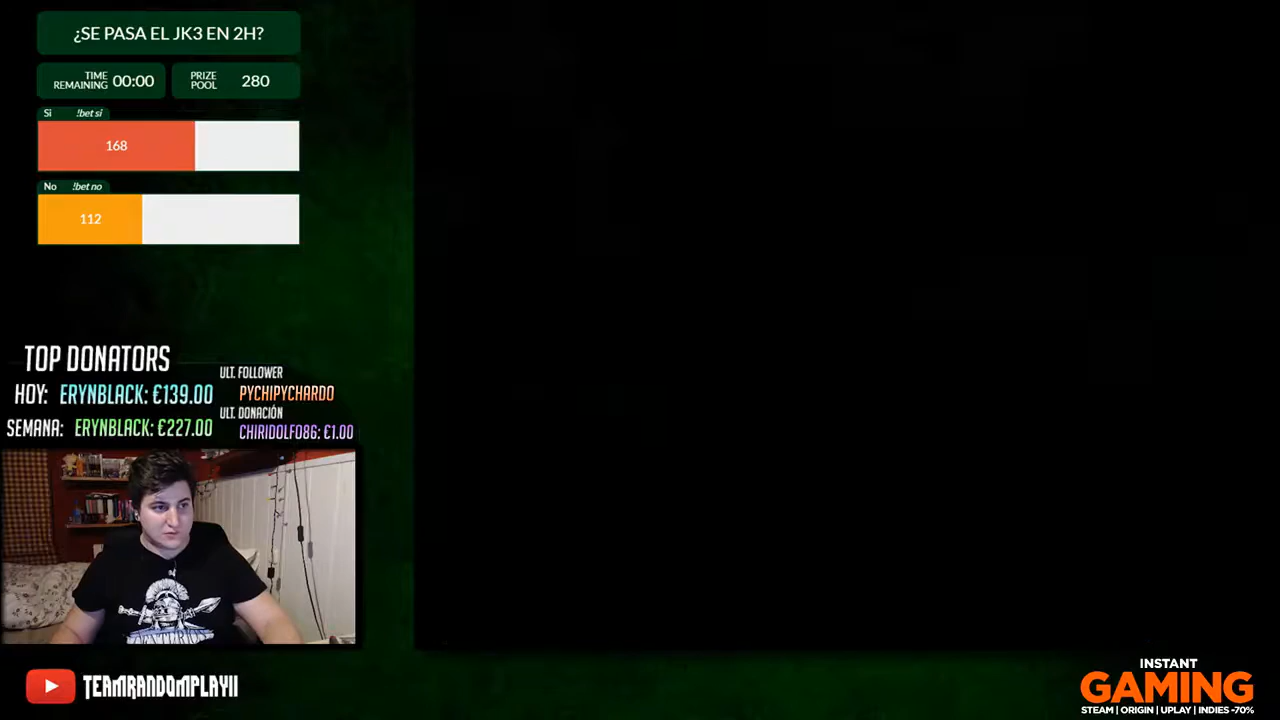 ¿SE PASA EL JK3 EN 2H?
TIME REMAINING 00:00
PRIZE POOL 280
Si !bet si
168
No !bet no
112
TOP DONATORS
HOY: ERYNBLACK: €139.00
SEMANA: ERYNBLACK: €227.00
ULT. FOLLOWER
PYCHIPYCHARDO
ULT. DONACIÓN
CHIRIDOLFO86: €1.00
TEAMRANDOMPLAYII
INSTANT
GAMING
STEAM | ORIGIN | UPLAY | INDIES -70%